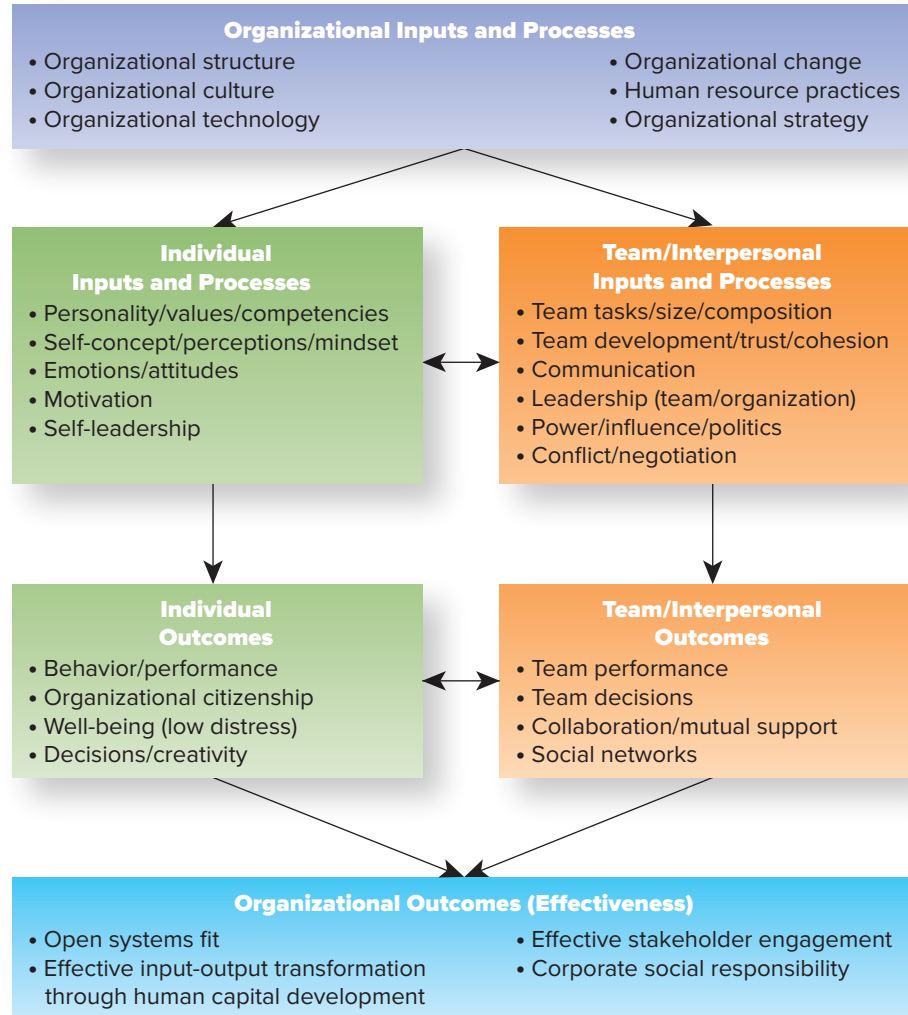 Organizational Inputs and Processes
• Organizational structure
• Organizational culture
• Organizational technology
• Organizational change
• Human resource practices
• Organizational strategy
Individual
Inputs and Processes
• Personality/values/competencies
• Self-concept/perceptions/mindset
• Emotions/attitudes
• Motivation
• Self-leadership
Team/Interpersonal
Inputs and Processes
• Team tasks/size/composition
• Team development/trust/cohesion
• Communication
• Leadership (team/organization)
• Power/influence/politics
• Conflict/negotiation
Individual
Outcomes
• Behavior/performance
• Organizational citizenship
• Well-being (low distress)
• Decisions/creativity
Team/Interpersonal
Outcomes
• Team performance
• Team decisions
• Collaboration/mutual support
• Social networks
Organizational Outcomes (Effectiveness)
• Open systems fit
• Effective input-output transformation
through human capital development
• Effective stakeholder engagement
• Corporate social responsibility